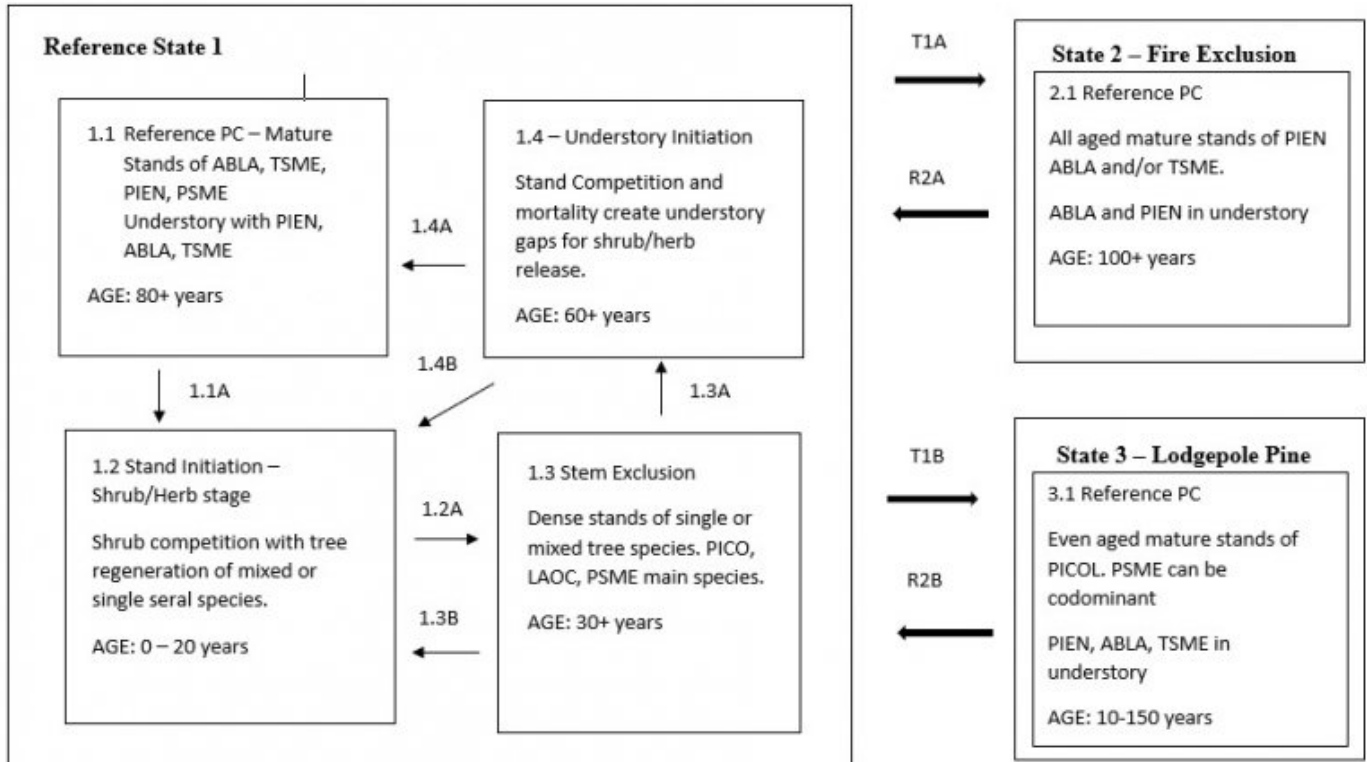 Reference State 1
1.1 Reference PC – Mature
Stands of ABLA, TSME,
PIEN, PSME
Understory with PIEN,
ABLA, TSME
AGE: 80+ years
1.4A
1.4 – Understory Initiation
Stand Competition and
mortality create understory
gaps for shrub/herb
release.
AGE: 60+ years
1.1A
1.4B
1.3A
1.2 Stand Initiation –
Shrub/Herb stage
Shrub competition with tree
regeneration of mixed or
single seral species.
AGE: 0 – 20 years
1.2A
1.3B
1.3 Stem Exclusion
Dense stands of single or
mixed tree species. PICO,
LAOC, PSME main species.
AGE: 30+ years
T1A
R2A
State 2 – Fire Exclusion
2.1 Reference PC
All aged mature stands of PIEN
ABLA and/or TSME.
ABLA and PIEN in understory
AGE: 100+ years
T1B
R2B
State 3 – Lodgepole Pine
3.1 Reference PC
Even aged mature stands of
PICOL. PSME can be
codominant
PIEN, ABLA, TSME in
understory
AGE: 10-150 years